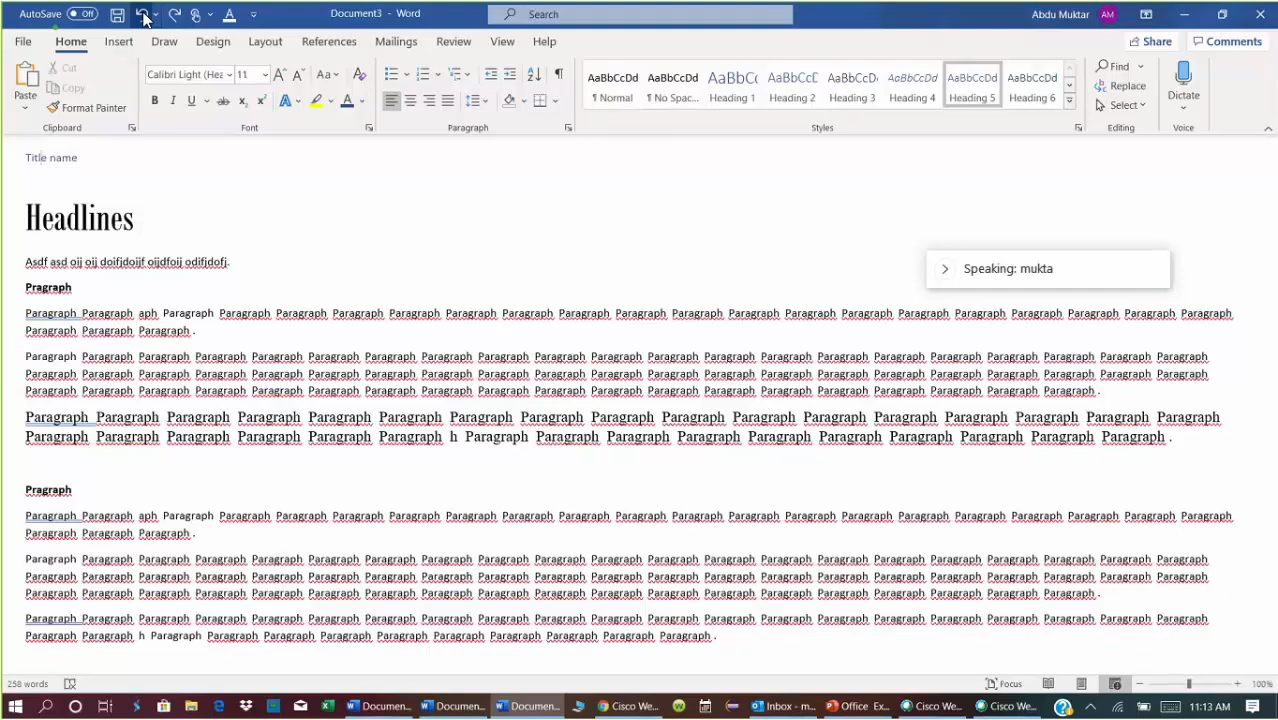 AutoSave Off Document3 - Word Search Abdu Muktar AM
File Home Insert Draw Design Layout References Mailings Review View Help Share Comments
Paste Cut Copy Format Painter Clipboard
Calibri Light (Hea 11 Aa B I U ab x₂ x² A A Font
Paragraph
AaBbCcDd AaBbCcDd AaBbC( AaBbCcD AaBbCcD AaBbCcDd AaBbCcDd AaBbCcDd
¶ Normal ¶ No Spac... Heading 1 Heading 2 Heading 3 Heading 4 Heading 5 Heading 6
Styles
Find Replace Select Editing
Dictate Voice
Title name
Headlines
Asdf asd oij oij doifjdoijf oijdfoij odifjdofj.
Speaking: mukta
Pragraph
Paragraph Paragraph aph Paragraph Paragraph Paragraph Paragraph Paragraph Paragraph Paragraph Paragraph Paragraph Paragraph Paragraph Paragraph Paragraph Paragraph Paragraph Paragraph Paragraph Paragraph Paragraph
Paragraph Paragraph Paragraph .
Paragraph Paragraph Paragraph Paragraph Paragraph Paragraph Paragraph Paragraph Paragraph Paragraph Paragraph Paragraph Paragraph Paragraph Paragraph Paragraph Paragraph Paragraph Paragraph Paragraph Paragraph
Paragraph Paragraph Paragraph Paragraph Paragraph Paragraph Paragraph Paragraph Paragraph Paragraph Paragraph Paragraph Paragraph Paragraph Paragraph Paragraph Paragraph Paragraph Paragraph Paragraph Paragraph
Paragraph Paragraph Paragraph Paragraph Paragraph Paragraph Paragraph Paragraph Paragraph Paragraph Paragraph Paragraph Paragraph Paragraph Paragraph Paragraph Paragraph Paragraph Paragraph .
Paragraph Paragraph Paragraph Paragraph Paragraph Paragraph Paragraph Paragraph Paragraph Paragraph Paragraph Paragraph Paragraph Paragraph Paragraph Paragraph Paragraph
Paragraph Paragraph Paragraph Paragraph Paragraph Paragraph h Paragraph Paragraph Paragraph Paragraph Paragraph Paragraph Paragraph Paragraph Paragraph Paragraph .
Pragraph
Paragraph Paragraph aph Paragraph Paragraph Paragraph Paragraph Paragraph Paragraph Paragraph Paragraph Paragraph Paragraph Paragraph Paragraph Paragraph Paragraph Paragraph Paragraph Paragraph Paragraph Paragraph
Paragraph Paragraph Paragraph .
Paragraph Paragraph Paragraph Paragraph Paragraph Paragraph Paragraph Paragraph Paragraph Paragraph Paragraph Paragraph Paragraph Paragraph Paragraph Paragraph Paragraph Paragraph Paragraph Paragraph Paragraph
Paragraph Paragraph Paragraph Paragraph Paragraph Paragraph Paragraph Paragraph Paragraph Paragraph Paragraph Paragraph Paragraph Paragraph Paragraph Paragraph Paragraph Paragraph Paragraph Paragraph Paragraph
Paragraph Paragraph Paragraph Paragraph Paragraph Paragraph Paragraph Paragraph Paragraph Paragraph Paragraph Paragraph Paragraph Paragraph Paragraph Paragraph Paragraph Paragraph Paragraph .
Paragraph Paragraph Paragraph Paragraph Paragraph Paragraph Paragraph Paragraph Paragraph Paragraph Paragraph Paragraph Paragraph Paragraph Paragraph Paragraph Paragraph Paragraph Paragraph Paragraph Paragraph
Paragraph Paragraph h Paragraph Paragraph Paragraph Paragraph Paragraph Paragraph Paragraph Paragraph Paragraph Paragraph .
258 words Focus 100%
Documen... Documen... Documen... Cisco We... Inbox - m... Office Ex... Cisco We... Cisco We... 11:13 AM